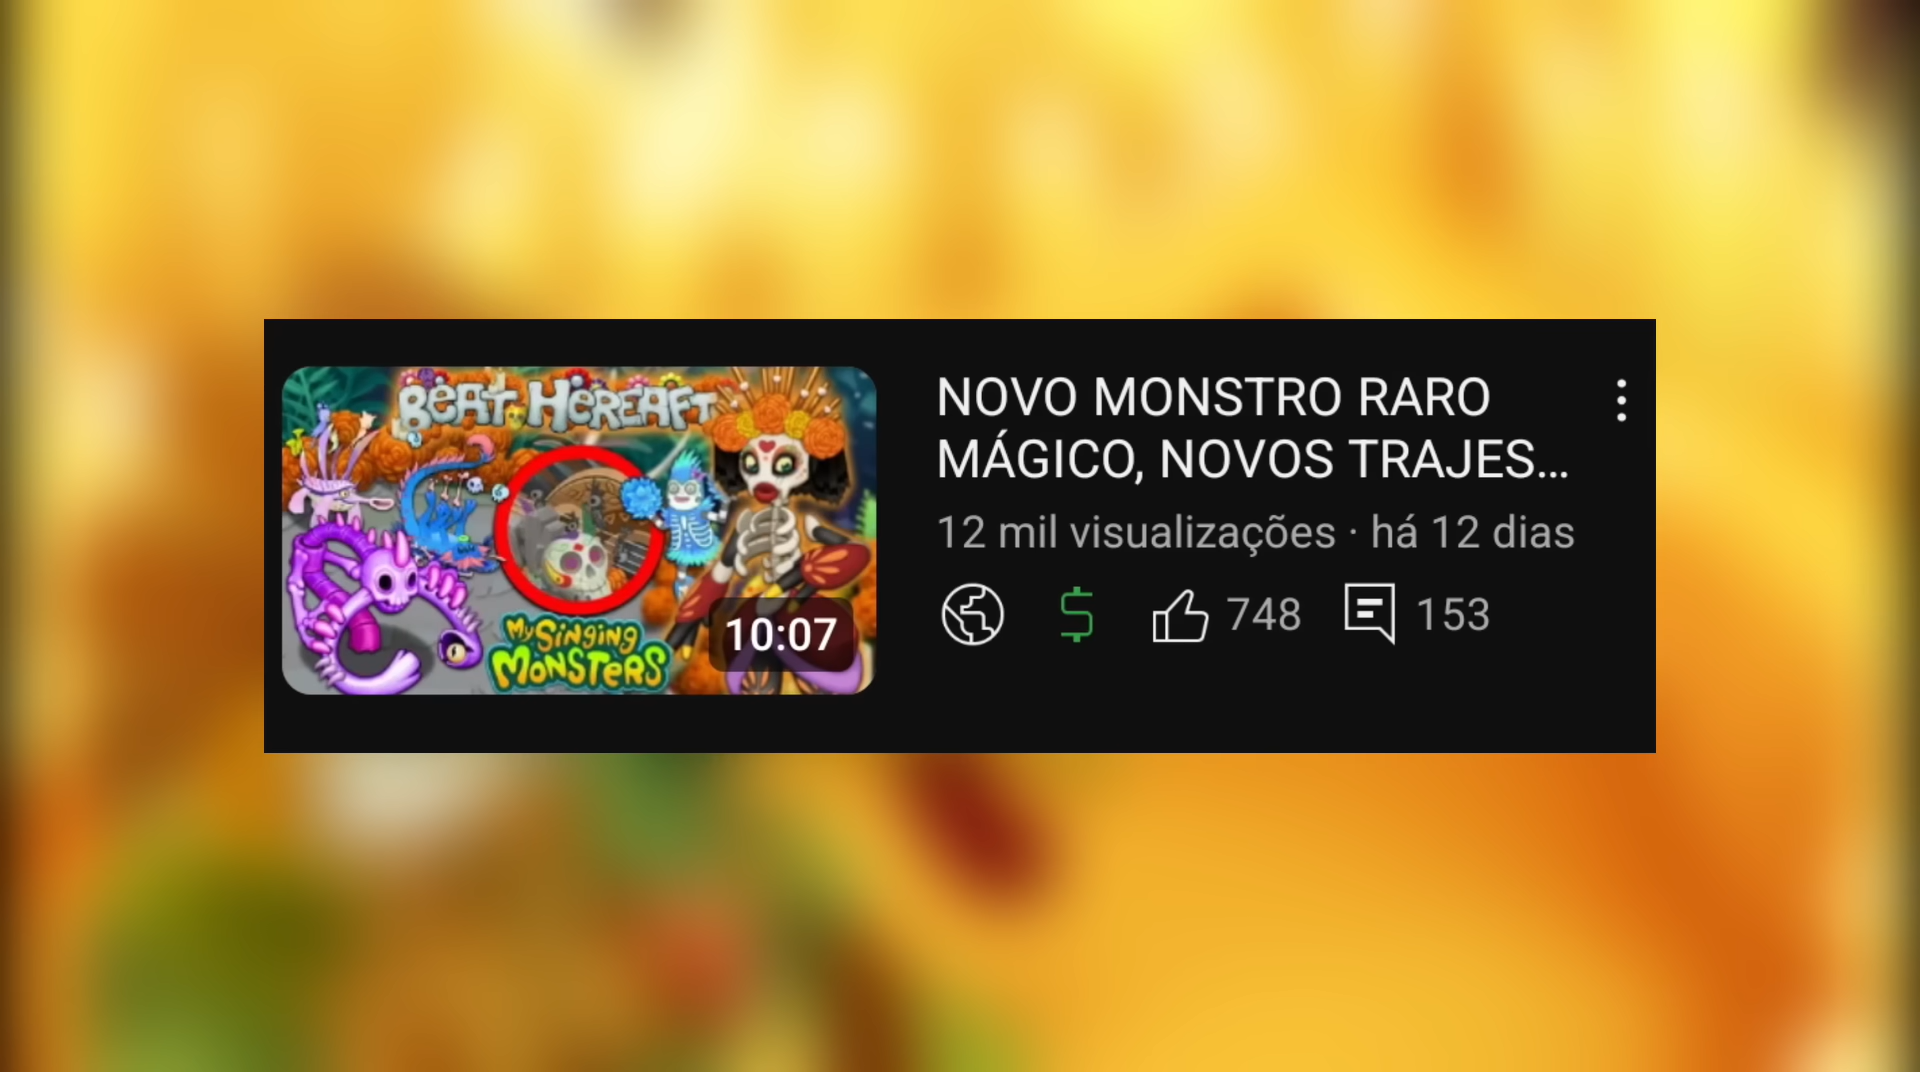 BEAT HEREAFT
My SINGING
MONSTERS
10:07
NOVO MONSTRO RARO
MÁGICO, NOVOS TRAJES...
12 mil visualizações · há 12 dias
748 153